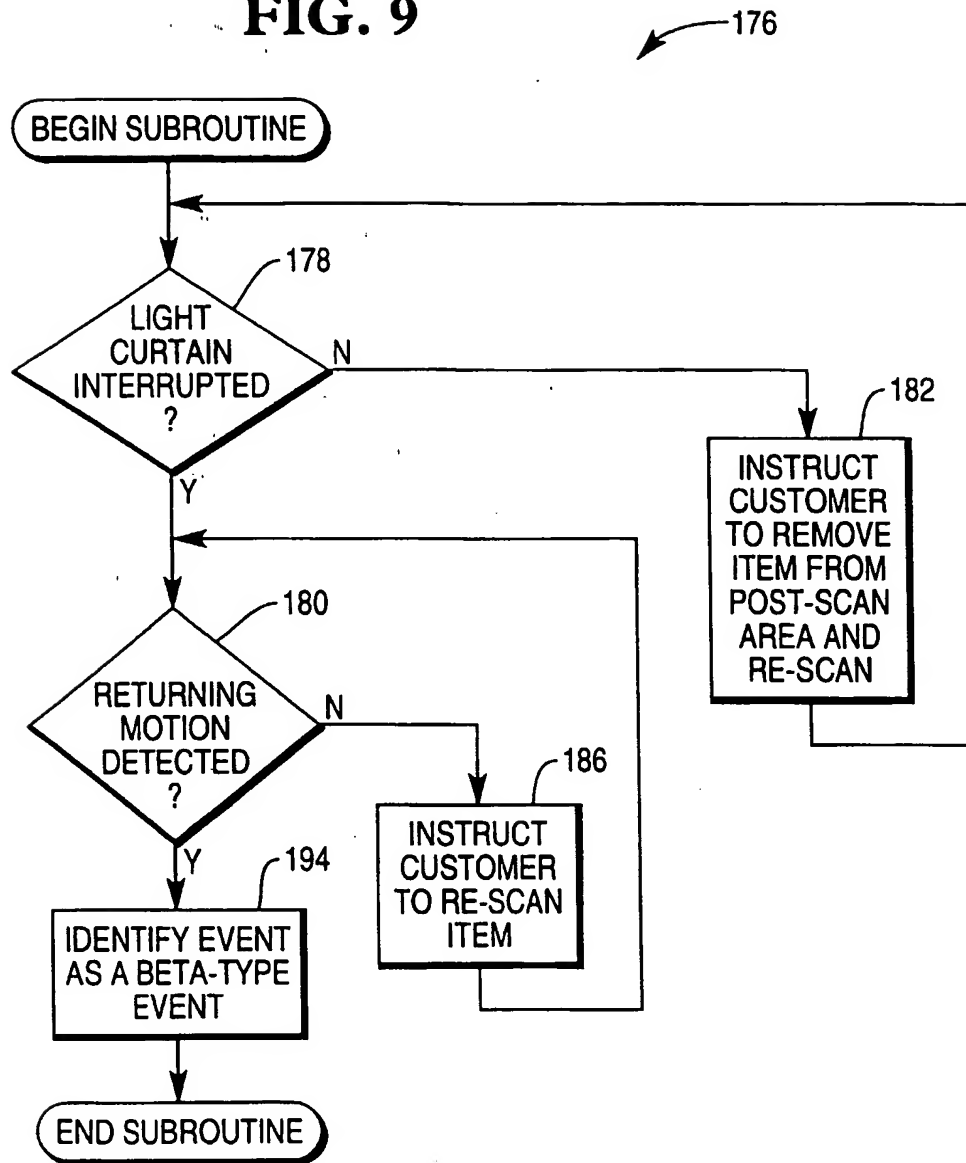 FIG. 9
176
BEGIN SUBROUTINE
178
LIGHT
CURTAIN
INTERRUPTED
?
N
Y
182
INSTRUCT
CUSTOMER
TO REMOVE
ITEM FROM
POST-SCAN
AREA AND
RE-SCAN
180
RETURNING
MOTION
DETECTED
?
N
Y
186
INSTRUCT
CUSTOMER
TO RE-SCAN
ITEM
194
IDENTIFY EVENT
AS A BETA-TYPE
EVENT
END SUBROUTINE